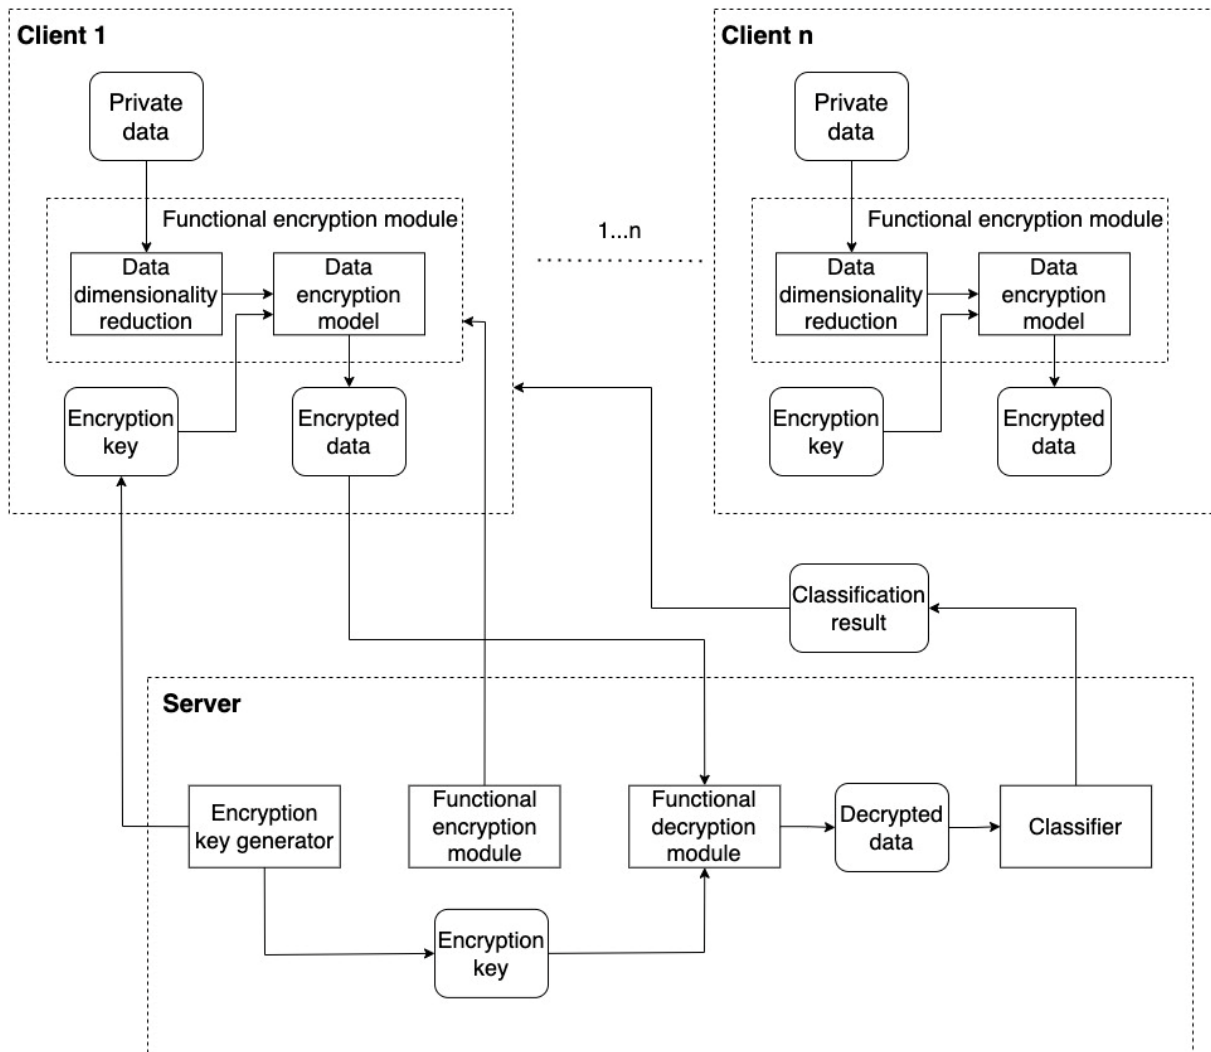 Client 1
Private
data
Functional encryption module
Data
dimensionality
reduction
Data
encryption
model
Encryption
key
Encrypted
data
1...n
Client n
Private
data
Functional encryption module
Data
dimensionality
reduction
Data
encryption
model
Encryption
key
Encrypted
data
Classification
result
Server
Encryption
key generator
Functional
encryption
module
Functional
decryption
module
Decrypted
data
Classifier
Encryption
key